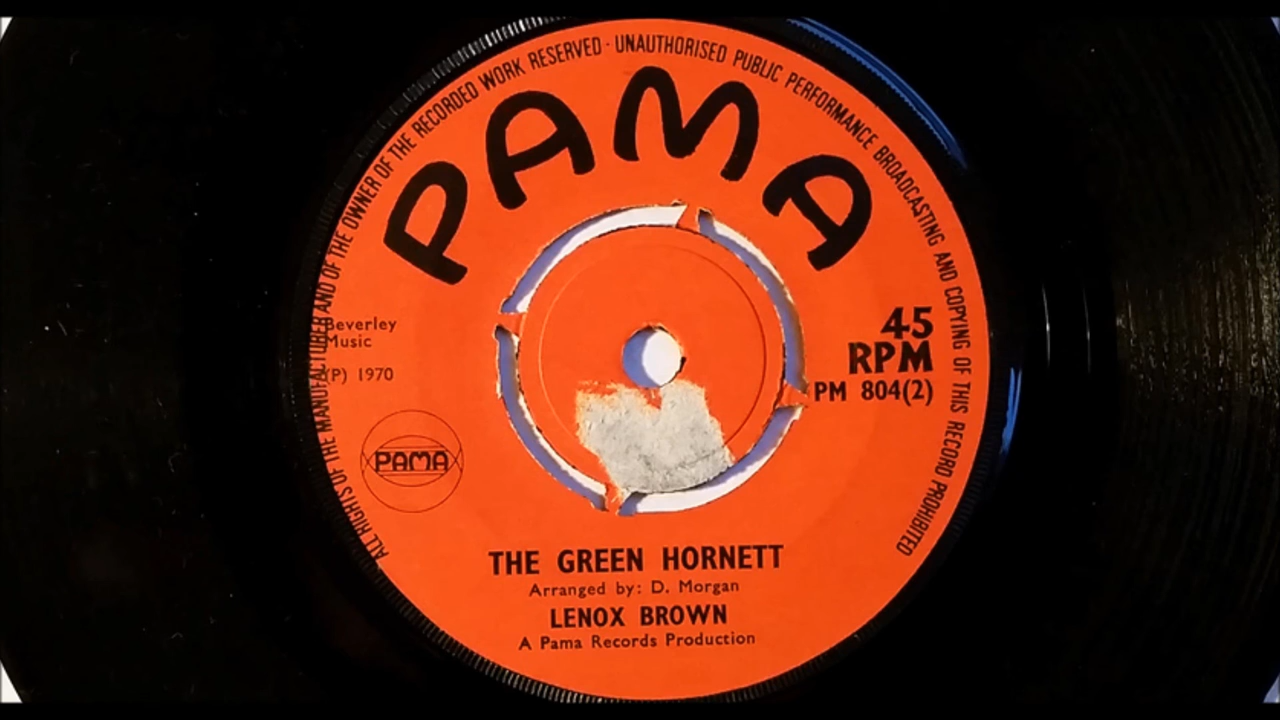 ALL RIGHTS OF THE MANUFACTURER AND OF THE OWNER OF THE RECORDED WORK RESERVED · UNAUTHORISED PUBLIC PERFORMANCE BROADCASTING AND COPYING OF THIS RECORD PROHIBITED
PAMA
Beverley
Music
(P) 1970
45
RPM
PM 804(2)
PAMA
THE GREEN HORNETT
Arranged by: D. Morgan
LENOX BROWN
A Pama Records Production